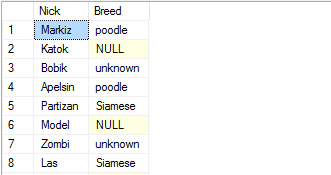 Nick Breed
1 Markiz poodle
2 Katok NULL
3 Bobik unknown
4 Apelsin poodle
5 Partizan Siamese
6 Model NULL
7 Zombi unknown
8 Las Siamese